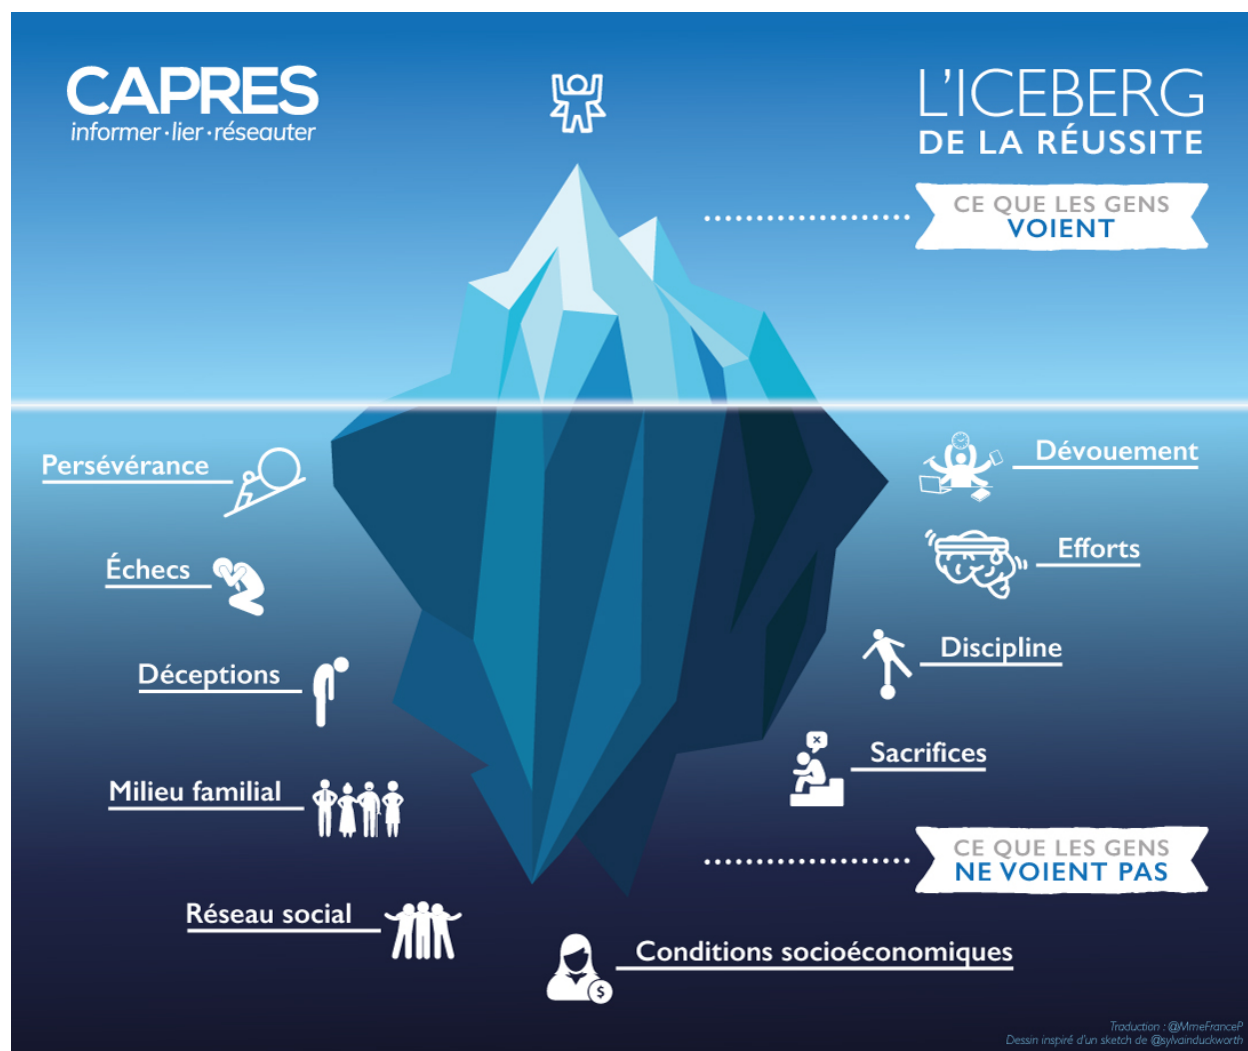 CAPRES
informer·lier·réseauter
L'ICEBERG
DE LA RÉUSSITE
CE QUE LES GENS
VOIENT
Persévérance
Dévouement
Échecs
Efforts
Déceptions
Discipline
Milieu familial
Sacrifices
CE QUE LES GENS
NE VOIENT PAS
Réseau social
Conditions socioéconomiques
$
Traduction : @MmeFranceP
Dessin inspiré d'un sketch de @sylvainduckworth